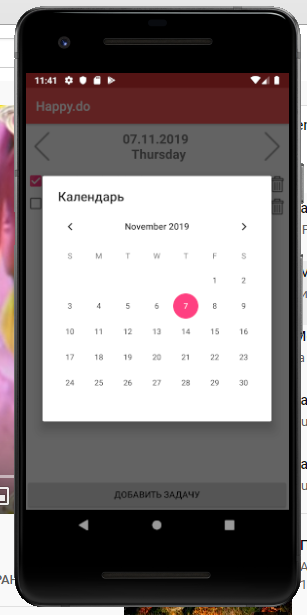 11:41
Happy.do
07.11.2019
Thursday
Календарь
November 2019
S M T W T F S
1 2
3 4 5 6 7 8 9
10 11 12 13 14 15 16
17 18 19 20 21 22 23
24 25 26 27 28 29 30
ДОБАВИТЬ ЗАДАЧУ